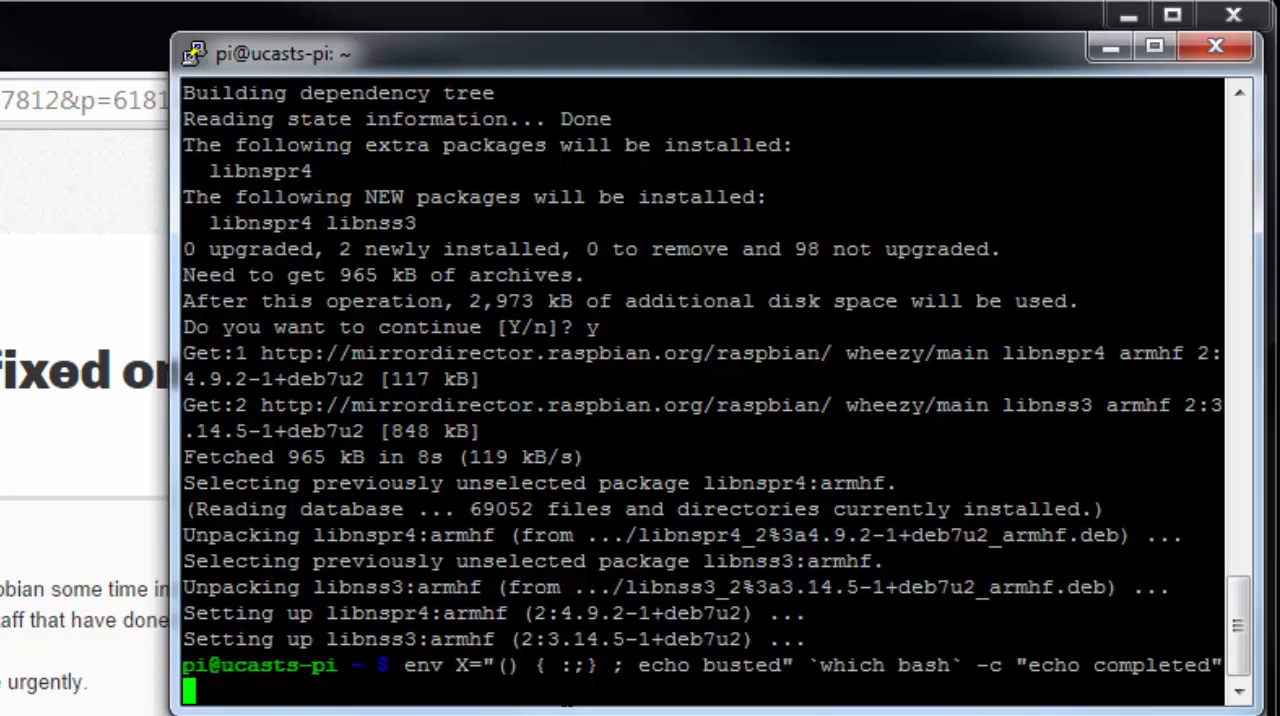 pi@ucasts-pi: ~
7812&p=6181
Building dependency tree
Reading state information... Done
The following extra packages will be installed:
libnspr4
The following NEW packages will be installed:
libnspr4 libnss3
0 upgraded, 2 newly installed, 0 to remove and 98 not upgraded.
Need to get 965 kB of archives.
After this operation, 2,973 kB of additional disk space will be used.
Do you want to continue [Y/n]? y
Get:1 http://mirrordirector.raspbian.org/raspbian/ wheezy/main libnspr4 armhf 2:
4.9.2-1+deb7u2 [117 kB]
Get:2 http://mirrordirector.raspbian.org/raspbian/ wheezy/main libnss3 armhf 2:3
.14.5-1+deb7u2 [848 kB]
Fetched 965 kB in 8s (119 kB/s)
Selecting previously unselected package libnspr4:armhf.
(Reading database ... 69052 files and directories currently installed.)
Unpacking libnspr4:armhf (from .../libnspr4_2%3a4.9.2-1+deb7u2_armhf.deb) ...
Selecting previously unselected package libnss3:armhf.
Unpacking libnss3:armhf (from .../libnss3_2%3a3.14.5-1+deb7u2_armhf.deb) ...
Setting up libnspr4:armhf (2:4.9.2-1+deb7u2) ...
Setting up libnss3:armhf (2:3.14.5-1+deb7u2) ...
pi@ucasts-pi ~ $ env X="() { :;} ; echo busted" `which bash` -c "echo completed"
fixed or
obian some time in
taff that have done
urgently.